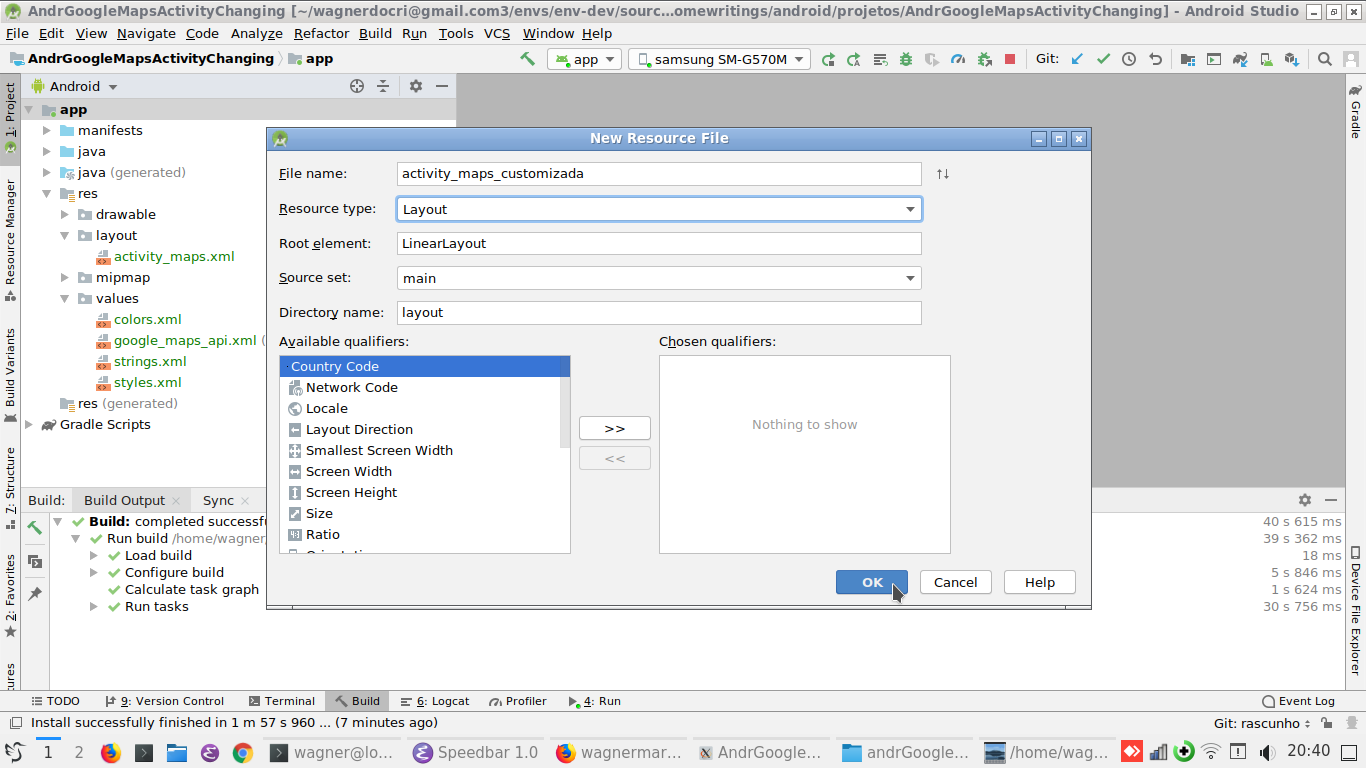 AndrGoogleMapsActivityChanging [~/wagnerdocri@gmail.com3/envs/env-dev/sourc...omewritings/android/projetos/AndrGoogleMapsActivityChanging] - Android Studio
File Edit View Navigate Code Analyze Refactor Build Run Tools VCS Window Help
AndrGoogleMapsActivityChanging app
app
samsung SM-G570M
Git:
1: Project
Resource Manager
Build Variants
7: Structure
2: Favorites
Android
app
manifests
java
java (generated)
res
drawable
layout
activity_maps.xml
mipmap
values
colors.xml
google_maps_api.xml (
strings.xml
styles.xml
res (generated)
Gradle Scripts
New Resource File
File name: activity_maps_customizada
Resource type: Layout
Root element: LinearLayout
Source set: main
Directory name: layout
Available qualifiers:
Country Code
Network Code
Locale
Layout Direction
Smallest Screen Width
Screen Width
Screen Height
Size
Ratio
>>
<<
Chosen qualifiers:
Nothing to show
OK
Cancel
Help
Gradle
Device File Explorer
Build: Build Output Sync
Build: completed successf
40 s 615 ms
Run build /home/wagner
39 s 362 ms
Load build
18 ms
Configure build
5 s 846 ms
Calculate task graph
1 s 624 ms
Run tasks
30 s 756 ms
TODO 9: Version Control Terminal Build 6: Logcat Profiler 4: Run Event Log
Install successfully finished in 1 m 57 s 960 ... (7 minutes ago)
Git: rascunho
1 2 wagner@lo... Speedbar 1.0 wagnermar... AndrGoogle... andrGoogle... /home/wag... 20:40